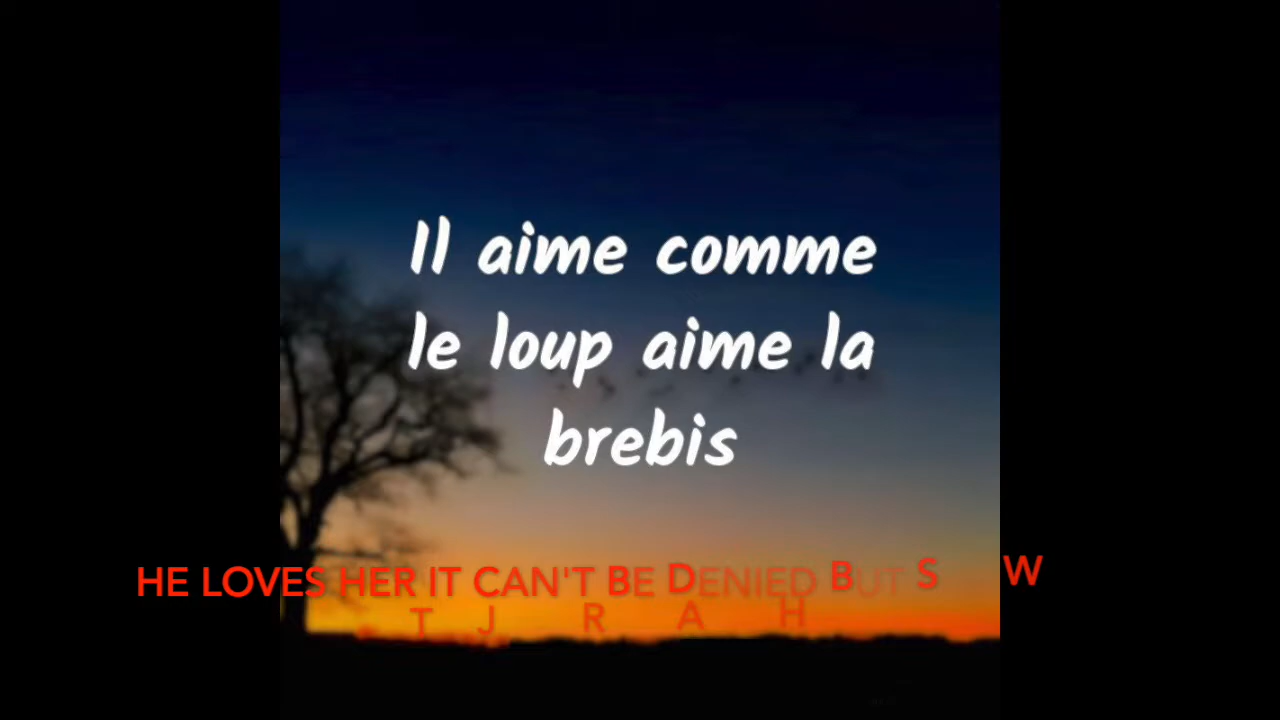 Il aime comme
le loup aime la
brebis
HE LOVES HER IT CAN'T BE DENIED BUT S W
T J R A H